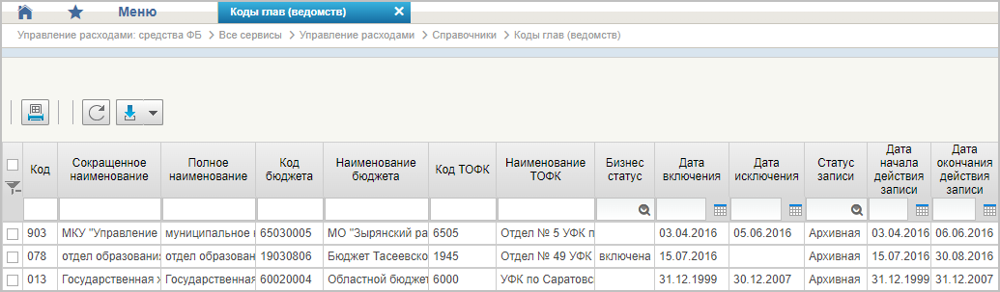 Меню Коды глав (ведомств)
Управление расходами: средства ФБ > Все сервисы > Управление расходами > Справочники > Коды глав (ведомств)
Код Сокращенное наименование Полное наименование Код бюджета Наименование бюджета Код ТОФК Наименование ТОФК Бизнес статус Дата включения Дата исключения Статус записи Дата начала действия записи Дата окончания действия записи
903 МКУ "Управление муниципальное 65030005 МО "Зырянский ра 6505 Отдел № 5 УФК п 03.04.2016 05.06.2016 Архивная 03.04.2016 06.06.2016
078 отдел образования отдел образован 19030806 Бюджет Тасеевско 1945 Отдел № 49 УФК включена 15.07.2016 Архивная 15.07.2016 30.08.2016
013 Государственная Государственная 60020004 Областной бюджет 6000 УФК по Саратовс 31.12.1999 30.12.2007 Архивная 31.12.1999 31.12.2007